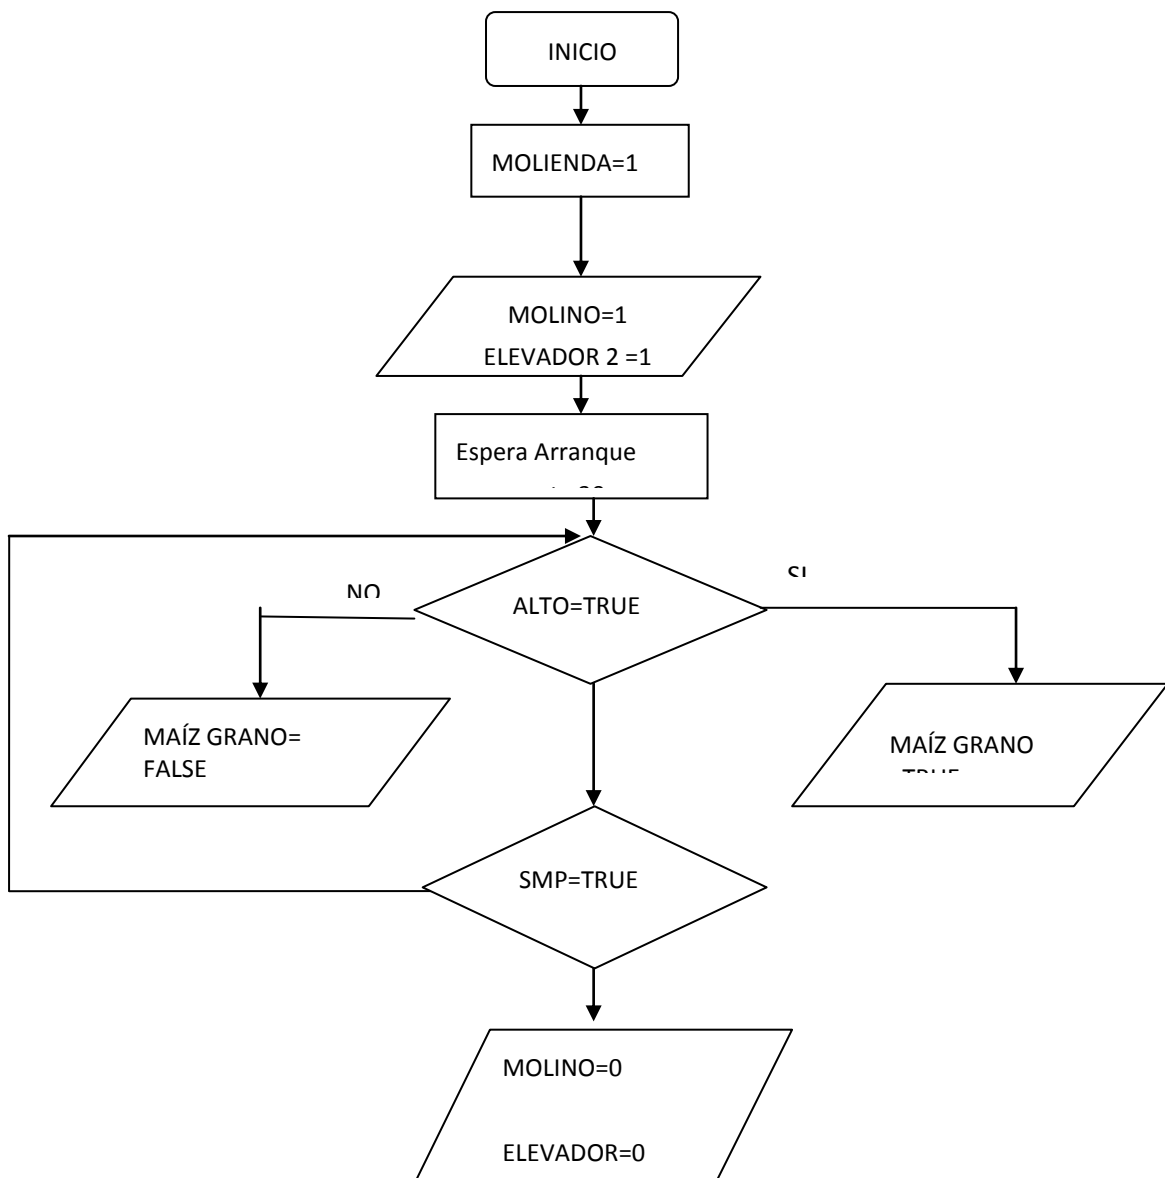 INICIO
MOLIENDA=1
MOLINO=1
ELEVADOR 2 =1
Espera Arranque
NO
SI
ALTO=TRUE
MAÍZ GRANO=
FALSE
MAÍZ GRANO
TRUE
SMP=TRUE
MOLINO=0
ELEVADOR=0